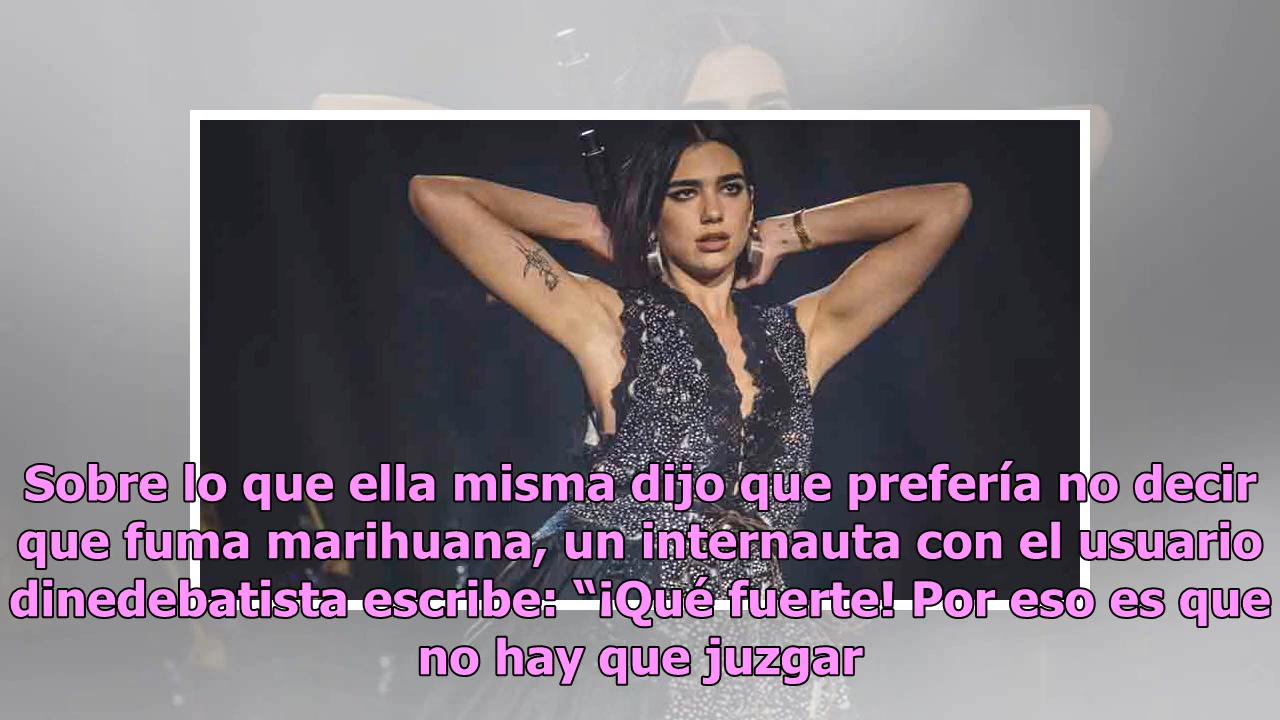 Sobre lo que ella misma dijo que prefería no decir
que fuma marihuana, un internauta con el usuario
dinedebatista escribe: “¡Qué fuerte! Por eso es que
no hay que juzgar